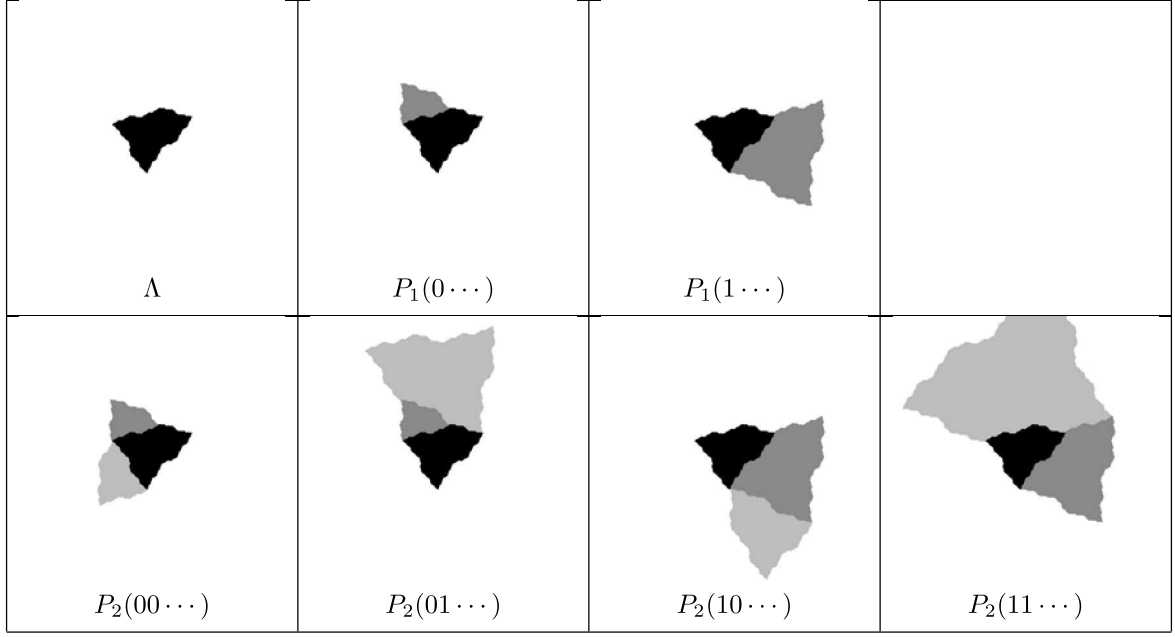 Λ
P₁(0 ⋯)
P₁(1 ⋯)
P₂(00 ⋯)
P₂(01 ⋯)
P₂(10 ⋯)
P₂(11 ⋯)